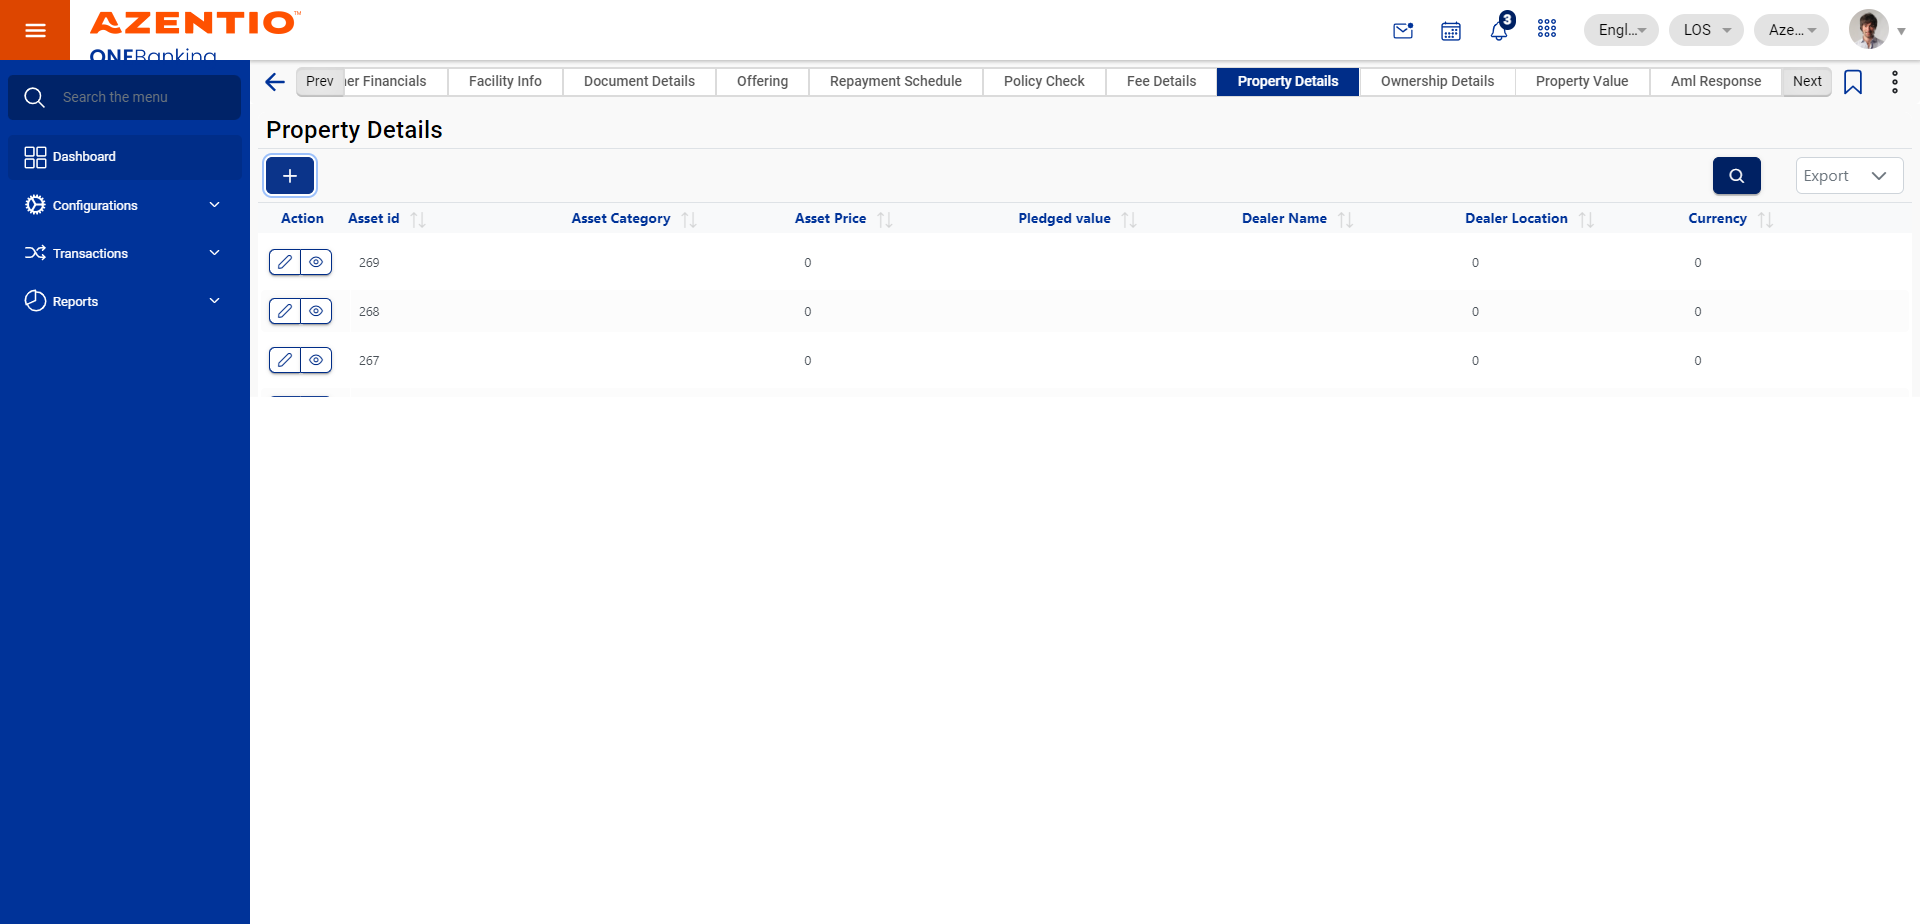 AZENTIO™
ONEBanking
3
Engl...
LOS
Aze...
Search the menu
Dashboard
Configurations
Transactions
Reports
Prev
er Financials
Facility Info
Document Details
Offering
Repayment Schedule
Policy Check
Fee Details
Property Details
Ownership Details
Property Value
Aml Response
Next
Property Details
Export
Action Asset id Asset Category Asset Price Pledged value Dealer Name Dealer Location Currency
269 0 0 0
268 0 0 0
267 0 0 0